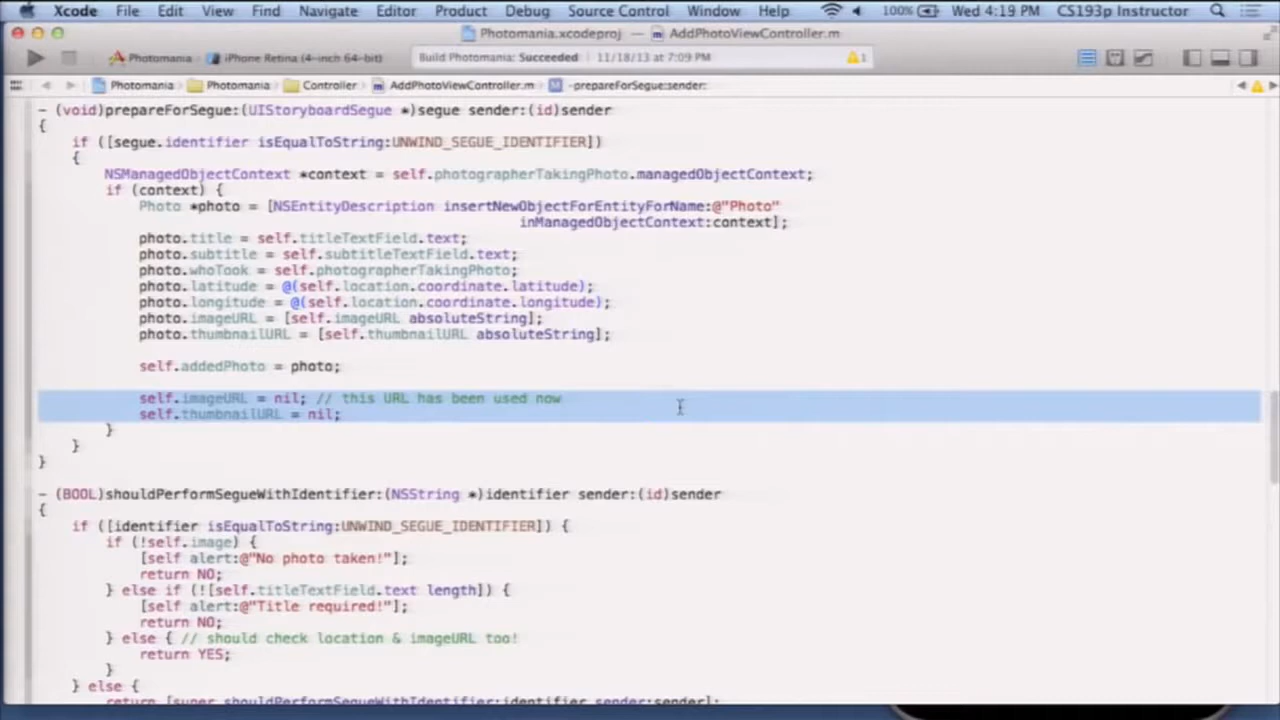 Xcode File Edit View Find Navigate Editor Product Debug Source Control Window Help 100% Wed 4:19 PM CS193p Instructor
Photomania.xcodeproj — AddPhotoViewController.m
Photomania iPhone Retina (4-inch 64-bit) Build Photomania: Succeeded 11/18/13 at 7:09 PM 1
Photomania Photomania Controller AddPhotoViewController.m M -prepareForSegue:sender:
- (void)prepareForSegue:(UIStoryboardSegue *)segue sender:(id)sender
{
    if ([segue.identifier isEqualToString:UNWIND_SEGUE_IDENTIFIER])
    {
        NSManagedObjectContext *context = self.photographerTakingPhoto.managedObjectContext;
        if (context) {
            Photo *photo = [NSEntityDescription insertNewObjectForEntityForName:@"Photo"
                                                         inManagedObjectContext:context];
            photo.title = self.titleTextField.text;
            photo.subtitle = self.subtitleTextField.text;
            photo.whoTook = self.photographerTakingPhoto;
            photo.latitude = @(self.location.coordinate.latitude);
            photo.longitude = @(self.location.coordinate.longitude);
            photo.imageURL = [self.imageURL absoluteString];
            photo.thumbnailURL = [self.thumbnailURL absoluteString];
            self.addedPhoto = photo;
            self.imageURL = nil; // this URL has been used now
            self.thumbnailURL = nil;
        }
    }
}
- (BOOL)shouldPerformSegueWithIdentifier:(NSString *)identifier sender:(id)sender
{
    if ([identifier isEqualToString:UNWIND_SEGUE_IDENTIFIER]) {
        if (!self.image) {
            [self alert:@"No photo taken!"];
            return NO;
        } else if (![self.titleTextField.text length]) {
            [self alert:@"Title required!"];
            return NO;
        } else { // should check location & imageURL too!
            return YES;
        }
    } else {
        return [super shouldPerformSegueWithIdentifier:identifier sender:sender];